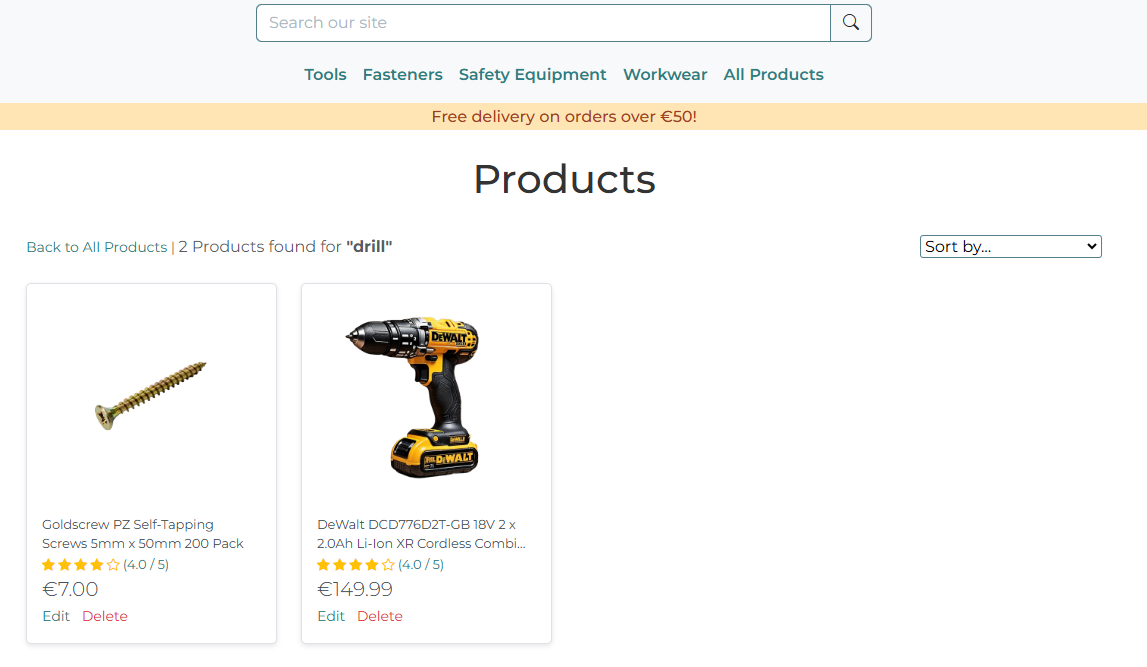 Search our site
Tools Fasteners Safety Equipment Workwear All Products
Free delivery on orders over €50!
Products
Back to All Products | 2 Products found for "drill"
Sort by...
DEWALT
DEWALT
Goldscrew PZ Self-Tapping
Screws 5mm x 50mm 200 Pack
(4.0 / 5)
€7.00
Edit Delete
DeWalt DCD776D2T-GB 18V 2 x
2.0Ah Li-Ion XR Cordless Combi...
(4.0 / 5)
€149.99
Edit Delete